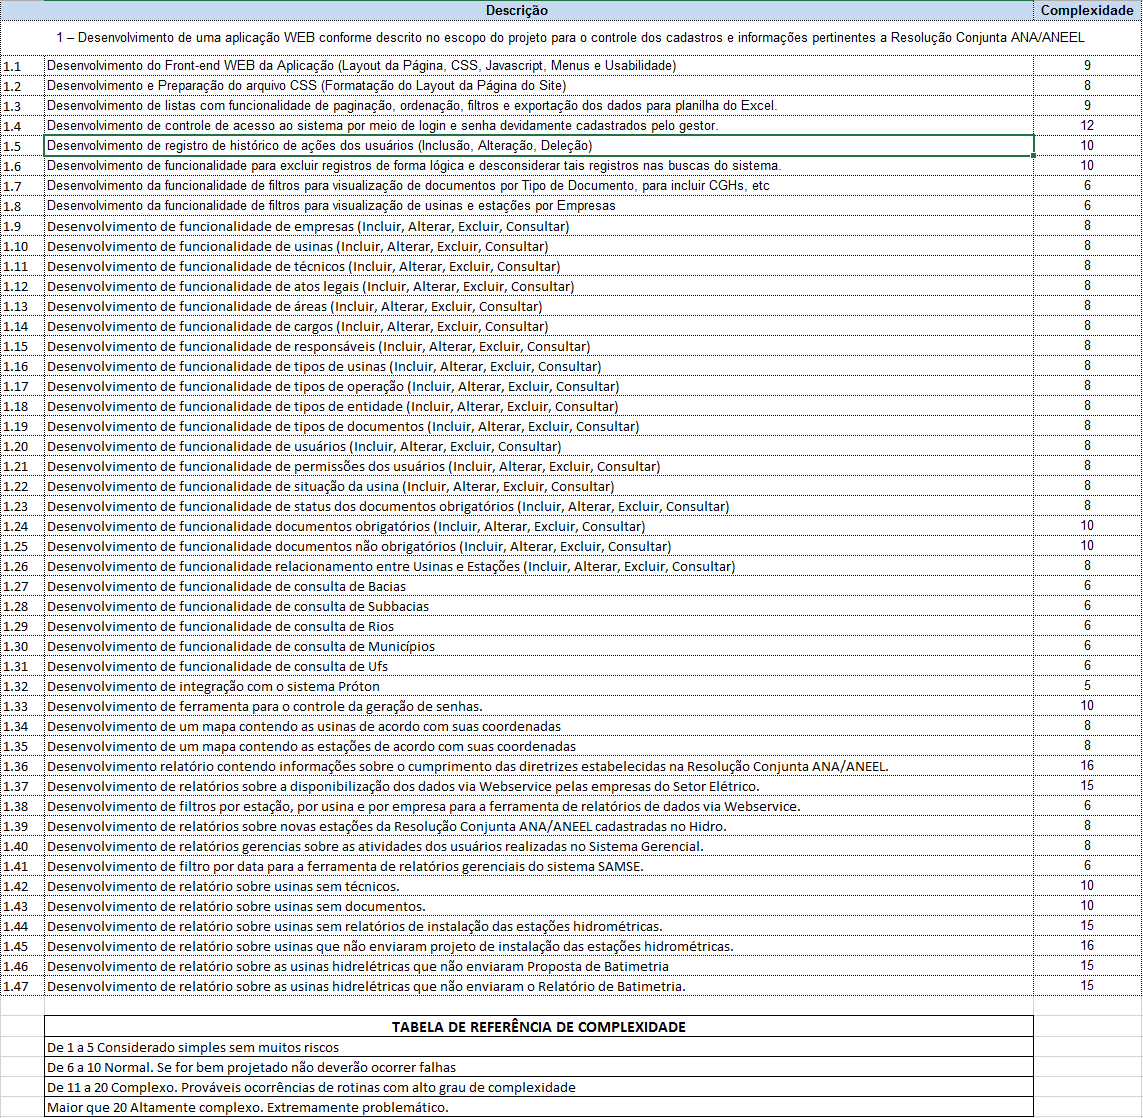 Descrição Complexidade
1 – Desenvolvimento de uma aplicação WEB conforme descrito no escopo do projeto para o controle dos cadastros e informações pertinentes a Resolução Conjunta ANA/ANEEL
1.1 Desenvolvimento do Front-end WEB da Aplicação (Layout da Página, CSS, Javascript, Menus e Usabilidade) 9
1.2 Desenvolvimento e Preparação do arquivo CSS (Formatação do Layout da Página do Site) 8
1.3 Desenvolvimento de listas com funcionalidade de paginação, ordenação, filtros e exportação dos dados para planilha do Excel. 9
1.4 Desenvolvimento de controle de acesso ao sistema por meio de login e senha devidamente cadastrados pelo gestor. 12
1.5 Desenvolvimento de registro de histórico de ações dos usuários (Inclusão, Alteração, Deleção) 10
1.6 Desenvolvimento de funcionalidade para excluir registros de forma lógica e desconsiderar tais registros nas buscas do sistema. 10
1.7 Desenvolvimento da funcionalidade de filtros para visualização de documentos por Tipo de Documento, para incluir CGHs, etc 6
1.8 Desenvolvimento da funcionalidade de filtros para visualização de usinas e estações por Empresas 6
1.9 Desenvolvimento de funcionalidade de empresas (Incluir, Alterar, Excluir, Consultar) 8
1.10 Desenvolvimento de funcionalidade de usinas (Incluir, Alterar, Excluir, Consultar) 8
1.11 Desenvolvimento de funcionalidade de técnicos (Incluir, Alterar, Excluir, Consultar) 8
1.12 Desenvolvimento de funcionalidade de atos legais (Incluir, Alterar, Excluir, Consultar) 8
1.13 Desenvolvimento de funcionalidade de áreas (Incluir, Alterar, Excluir, Consultar) 8
1.14 Desenvolvimento de funcionalidade de cargos (Incluir, Alterar, Excluir, Consultar) 8
1.15 Desenvolvimento de funcionalidade de responsáveis (Incluir, Alterar, Excluir, Consultar) 8
1.16 Desenvolvimento de funcionalidade de tipos de usinas (Incluir, Alterar, Excluir, Consultar) 8
1.17 Desenvolvimento de funcionalidade de tipos de operação (Incluir, Alterar, Excluir, Consultar) 8
1.18 Desenvolvimento de funcionalidade de tipos de entidade (Incluir, Alterar, Excluir, Consultar) 8
1.19 Desenvolvimento de funcionalidade de tipos de documentos (Incluir, Alterar, Excluir, Consultar) 8
1.20 Desenvolvimento de funcionalidade de usuários (Incluir, Alterar, Excluir, Consultar) 8
1.21 Desenvolvimento de funcionalidade de permissões dos usuários (Incluir, Alterar, Excluir, Consultar) 8
1.22 Desenvolvimento de funcionalidade de situação da usina (Incluir, Alterar, Excluir, Consultar) 8
1.23 Desenvolvimento de funcionalidade de status dos documentos obrigatórios (Incluir, Alterar, Excluir, Consultar) 8
1.24 Desenvolvimento de funcionalidade documentos obrigatórios (Incluir, Alterar, Excluir, Consultar) 10
1.25 Desenvolvimento de funcionalidade documentos não obrigatórios (Incluir, Alterar, Excluir, Consultar) 10
1.26 Desenvolvimento de funcionalidade relacionamento entre Usinas e Estações (Incluir, Alterar, Excluir, Consultar) 8
1.27 Desenvolvimento de funcionalidade de consulta de Bacias 6
1.28 Desenvolvimento de funcionalidade de consulta de Subbacias 6
1.29 Desenvolvimento de funcionalidade de consulta de Rios 6
1.30 Desenvolvimento de funcionalidade de consulta de Municípios 6
1.31 Desenvolvimento de funcionalidade de consulta de Ufs 6
1.32 Desenvolvimento de integração com o sistema Próton 5
1.33 Desenvolvimento de ferramenta para o controle da geração de senhas. 10
1.34 Desenvolvimento de um mapa contendo as usinas de acordo com suas coordenadas 8
1.35 Desenvolvimento de um mapa contendo as estações de acordo com suas coordenadas 8
1.36 Desenvolvimento relatório contendo informações sobre o cumprimento das diretrizes estabelecidas na Resolução Conjunta ANA/ANEEL. 16
1.37 Desenvolvimento de relatórios sobre a disponibilização dos dados via Webservice pelas empresas do Setor Elétrico. 15
1.38 Desenvolvimento de filtros por estação, por usina e por empresa para a ferramenta de relatórios de dados via Webservice. 6
1.39 Desenvolvimento de relatórios sobre novas estações da Resolução Conjunta ANA/ANEEL cadastradas no Hidro. 8
1.40 Desenvolvimento de relatórios gerencias sobre as atividades dos usuários realizadas no Sistema Gerencial. 8
1.41 Desenvolvimento de filtro por data para a ferramenta de relatórios gerenciais do sistema SAMSE. 6
1.42 Desenvolvimento de relatório sobre usinas sem técnicos. 10
1.43 Desenvolvimento de relatório sobre usinas sem documentos. 10
1.44 Desenvolvimento de relatório sobre usinas sem relatórios de instalação das estações hidrométricas. 15
1.45 Desenvolvimento de relatório sobre usinas que não enviaram projeto de instalação das estações hidrométricas. 16
1.46 Desenvolvimento de relatório sobre as usinas hidrelétricas que não enviaram Proposta de Batimetria 15
1.47 Desenvolvimento de relatório sobre as usinas hidrelétricas que não enviaram o Relatório de Batimetria. 15
TABELA DE REFERÊNCIA DE COMPLEXIDADE
De 1 a 5 Considerado simples sem muitos riscos
De 6 a 10 Normal. Se for bem projetado não deverão ocorrer falhas
De 11 a 20 Complexo. Prováveis ocorrências de rotinas com alto grau de complexidade
Maior que 20 Altamente complexo. Extremamente problemático.